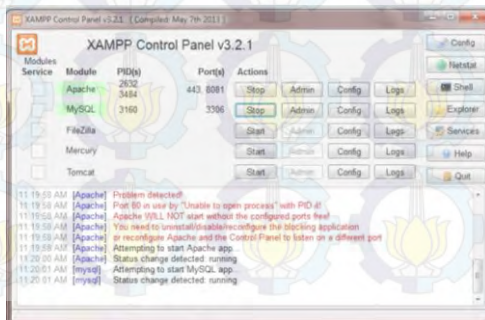 XAMPP Control Panel v3.2.1 [ Compiled: May 7th 2013 ]
XAMPP Control Panel v3.2.1
Config
Modules
Service Module PID(s) Port(s) Actions
Netstat
Apache 2632 3484 443, 8081 Stop Admin Config Logs
Shell
MySQL 3160 3306 Stop Admin Config Logs
Explorer
FileZilla Start Admin Config Logs
Services
Mercury Start Admin Config Logs
Help
Tomcat Start Admin Config Logs
Quit
11:19:58 AM [Apache] Problem detected!
11:19:58 AM [Apache] Port 80 in use by "Unable to open process" with PID 4!
11:19:58 AM [Apache] Apache WILL NOT start without the configured ports free!
11:19:58 AM [Apache] You need to uninstall/disable/reconfigure the blocking application
11:19:58 AM [Apache] or reconfigure Apache and the Control Panel to listen on a different port
11:19:58 AM [Apache] Attempting to start Apache app...
11:20:00 AM [Apache] Status change detected: running
11:20:01 AM [mysql] Attempting to start MySQL app...
11:20:01 AM [mysql] Status change detected: running